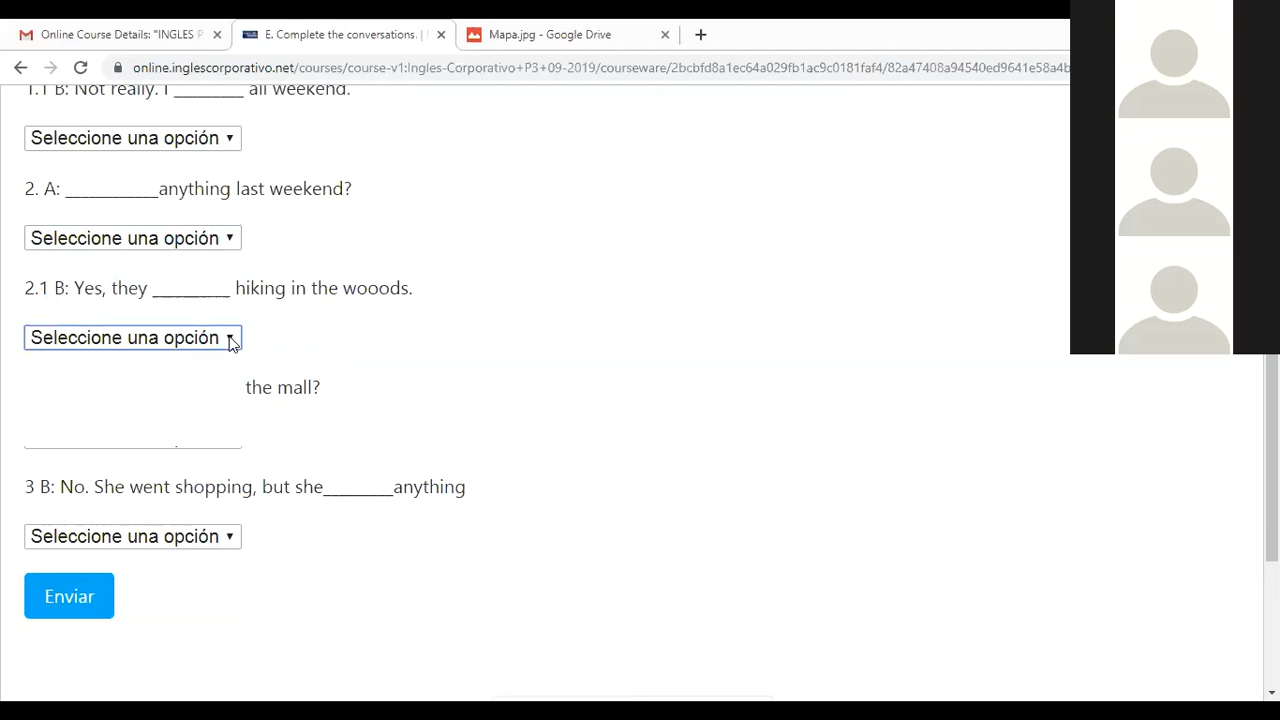 Online Course Details: "INGLES P
E. Complete the conversations. |
Mapa.jpg - Google Drive
online.inglescorporativo.net/courses/course-v1:Ingles-Corporativo+P3+09-2019/courseware/2bcbfd8a1ec64a029fb1ac9c0181faf4/82a47408a94540ed9641e58a4b
1.1 B: Not really. I ________ all weekend.
Seleccione una opción
2. A: ___________anything last weekend?
Seleccione una opción
2.1 B: Yes, they _________ hiking in the wooods.
Seleccione una opción
the mall?
3 B: No. She went shopping, but she________anything
Seleccione una opción
Enviar